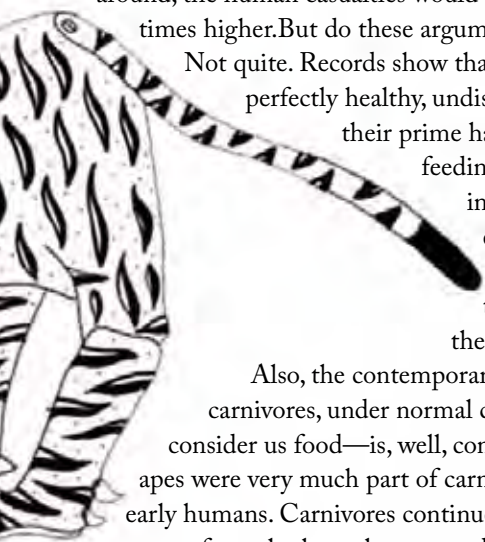 around, the human casualties would
times higher.But do these argum
Not quite. Records show tha
perfectly healthy, undis
their prime ha
feedin
in
the
Also, the contemporar
carnivores, under normal c
consider us food—is, well, con
apes were very much part of carn
early humans. Carnivores continue